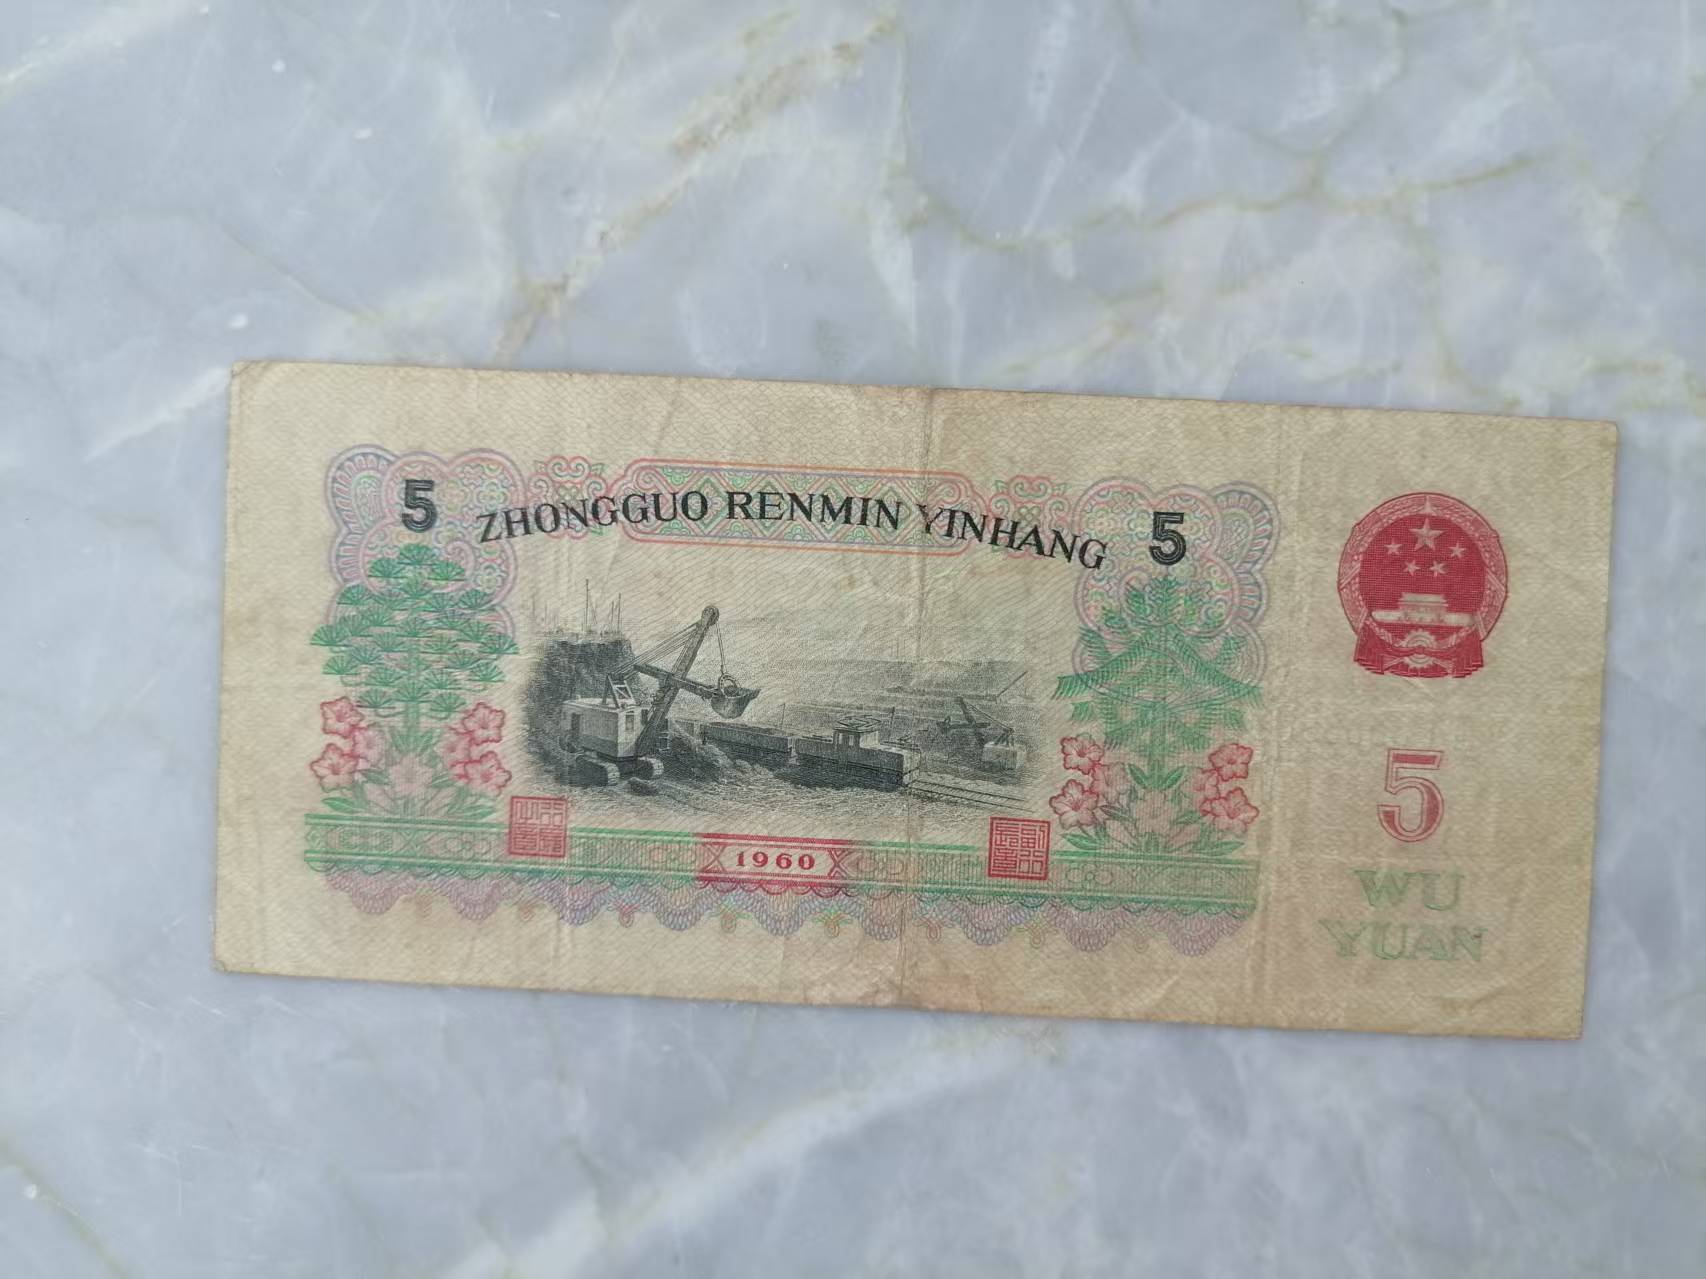 5 ZHONGGUO RENMIN YINHANG 5
1960
5
WU
YUAN